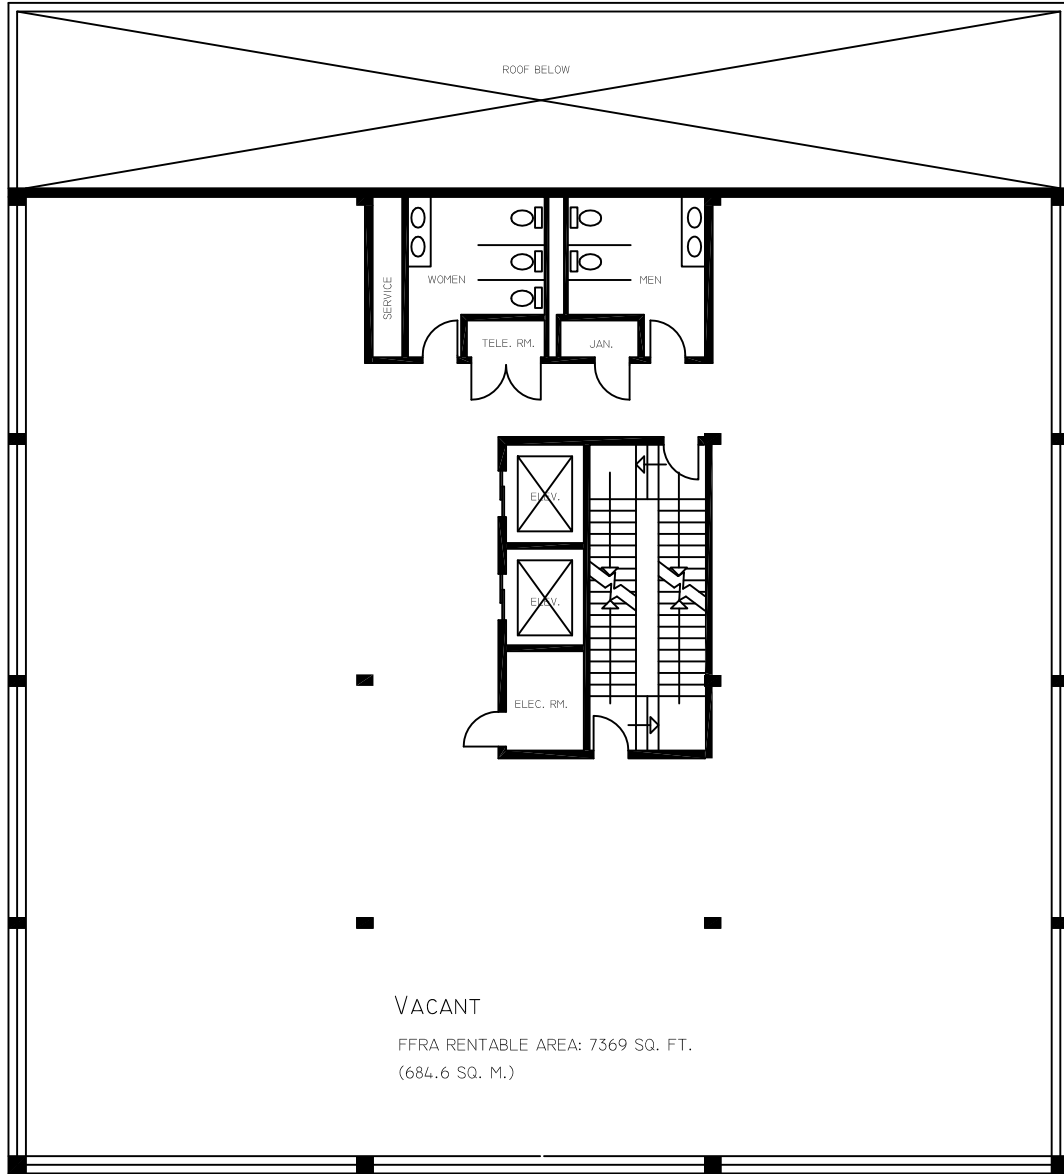 ROOF BELOW
SERVICE
WOMEN
MEN
TELE. RM.
JAN.
ELEV.
ELEV.
ELEC. RM.
VACANT
FFRA RENTABLE AREA: 7369 SQ. FT.
(684.6 SQ. M.)